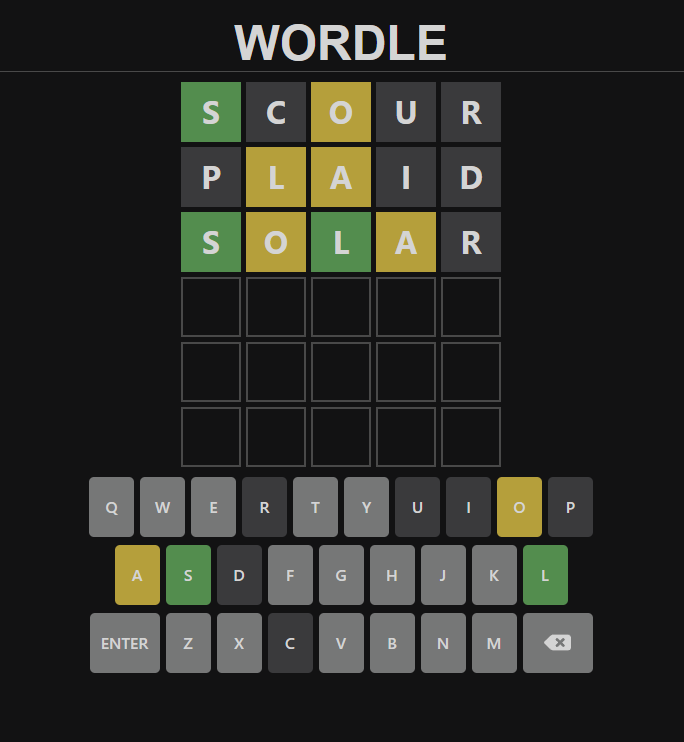 WORDLE
S C O U R
P L A I D
S O L A R
Q W E R T Y U I O P
A S D F G H J K L
ENTER Z X C V B N M